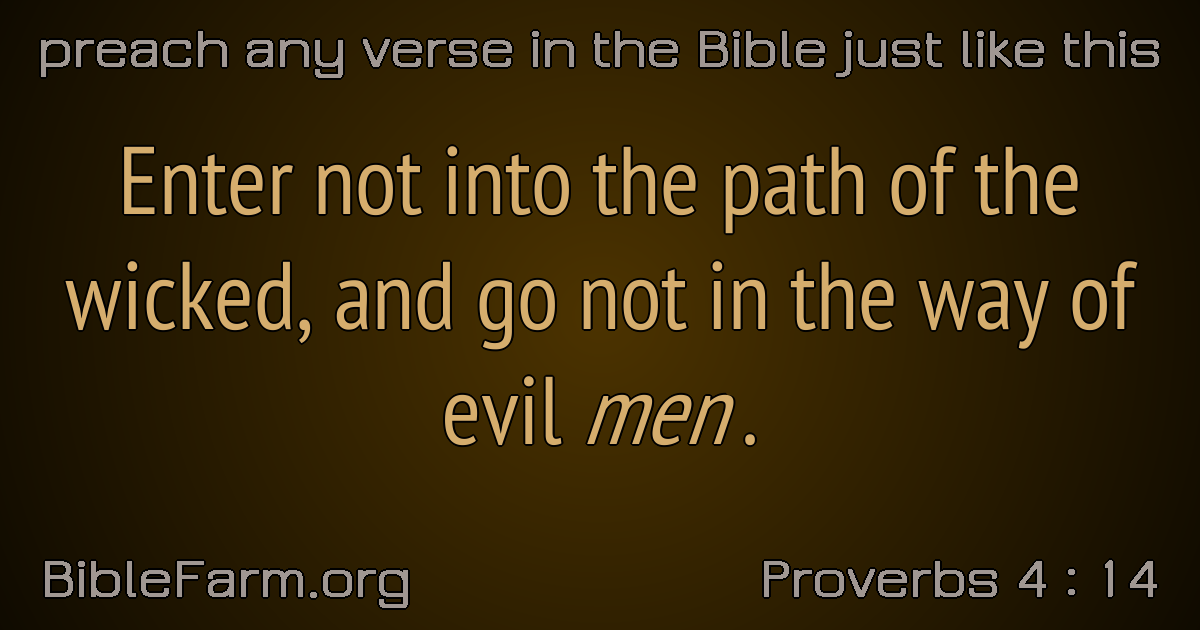 preach any verse in the Bible just like this
Enter not into the path of the
wicked, and go not in the way of
evil men .
BibleFarm.org
Proverbs 4 : 14